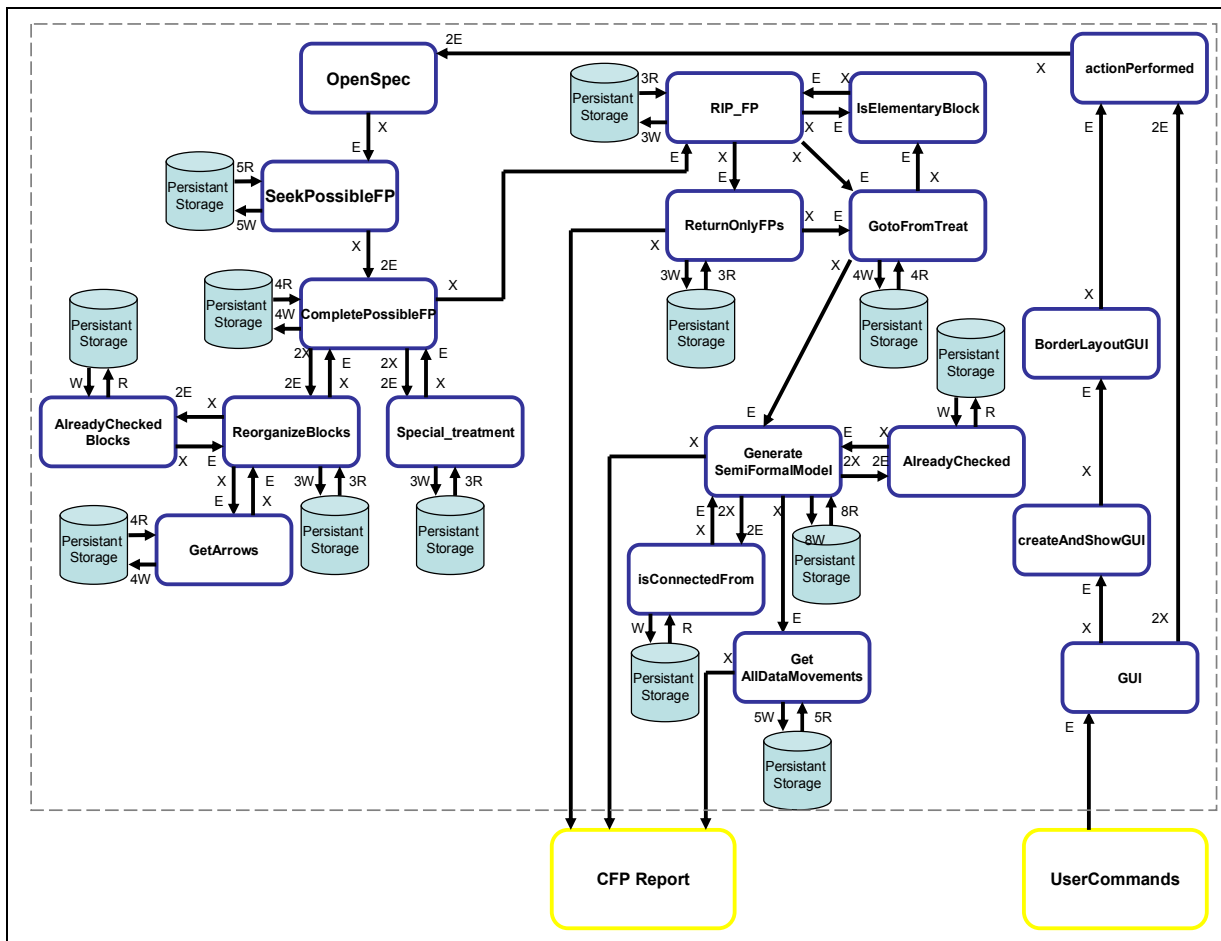 2E
X
OpenSpec
actionPerformed
Persistant
Storage
3R
3W
RIP_FP
E
X
X
E
IsElementaryBlock
X
E
E
2E
X
E
Persistant
Storage
5R
5W
SeekPossibleFP
E
X
E
X
E
E
X
ReturnOnlyFPs
X
E
GotoFromTreat
X
X
2E
X
X
3W
3R
4W
4R
Persistant
Storage
Persistant
Storage
Persistant
Storage
4R
4W
CompletePossibleFP
X
Persistant
Storage
W
R
2X
E
2X
E
2E
X
2E
X
X
BorderLayoutGUI
E
Persistant
Storage
W
R
AlreadyChecked
Blocks
2E
X
X
E
ReorganizeBlocks
Special_treatment
E
X
Generate
SemiFormalModel
E
X
2X
2E
AlreadyChecked
X
E
E
X
3W
3R
3W
3R
Persistant
Storage
Persistant
Storage
Persistant
Storage
4R
4W
GetArrows
E
X
2X
2E
X
8W
8R
Persistant
Storage
X
createAndShowGUI
E
isConnectedFrom
W
R
Persistant
Storage
E
X
2X
X
Get
AllDataMovements
GUI
5W
5R
Persistant
Storage
E
CFP Report
UserCommands